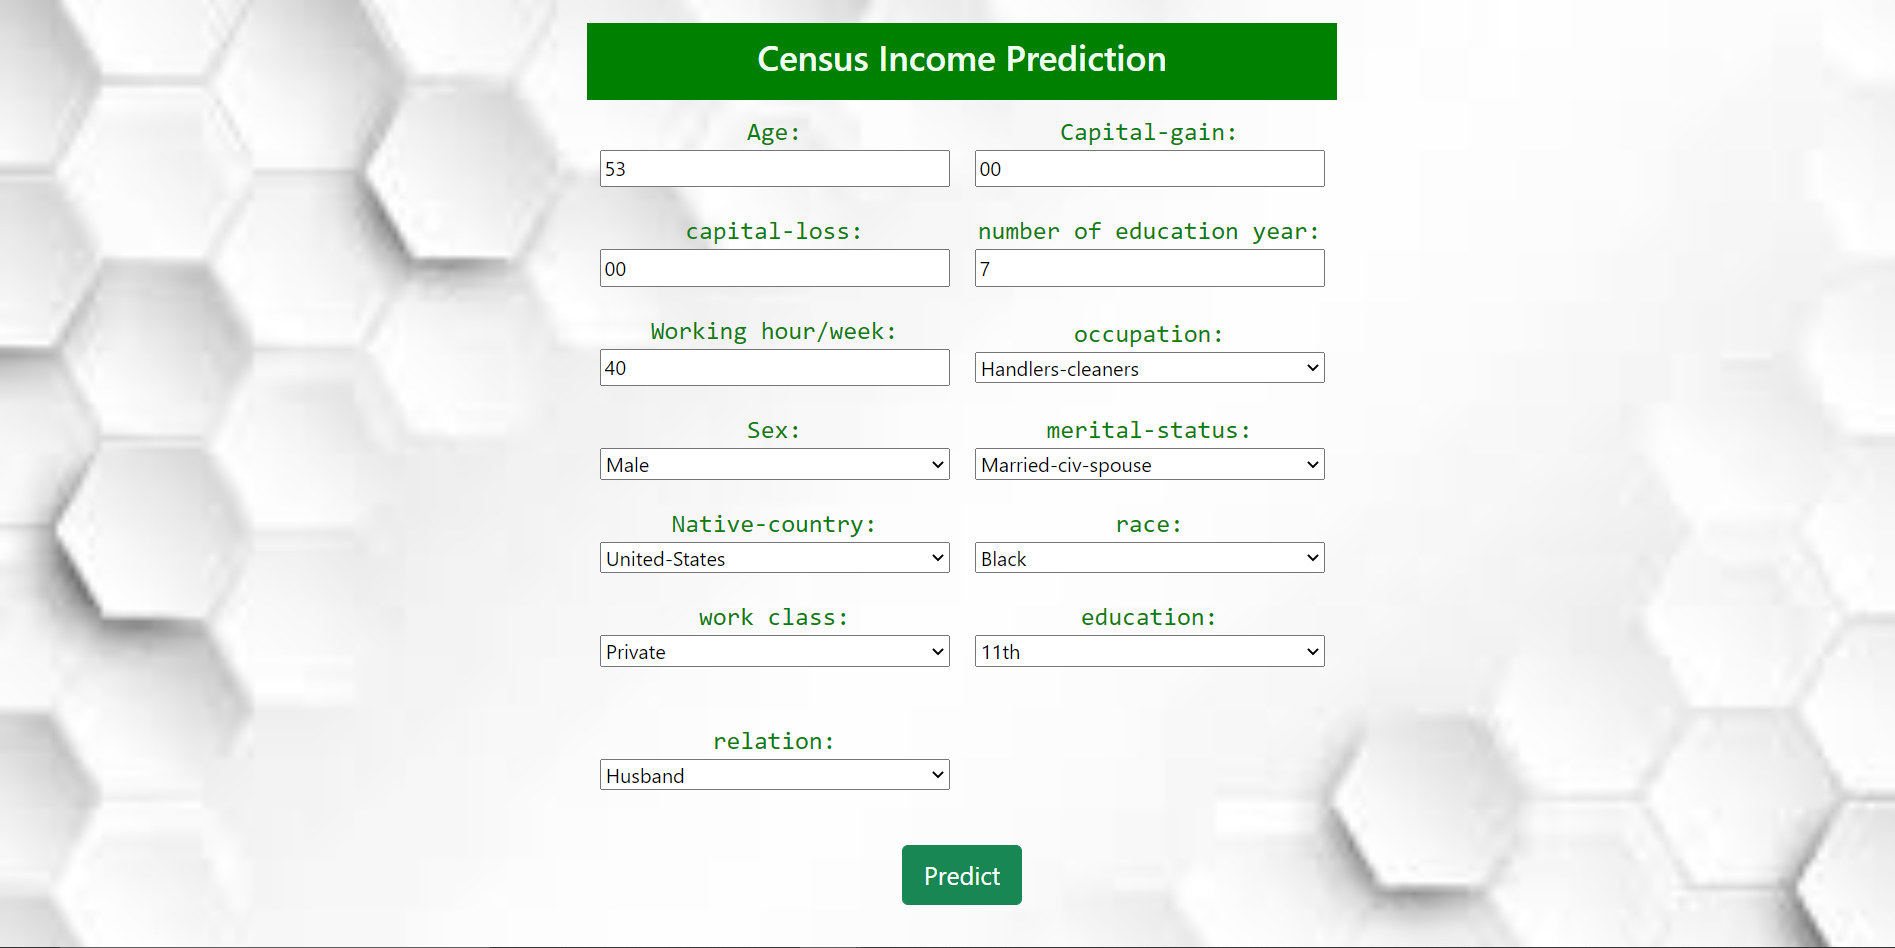 Census Income Prediction
Age:
53
Capital-gain:
00
capital-loss:
00
number of education year:
7
Working hour/week:
40
occupation:
Handlers-cleaners
Sex:
Male
merital-status:
Married-civ-spouse
Native-country:
United-States
race:
Black
work class:
Private
education:
11th
relation:
Husband
Predict